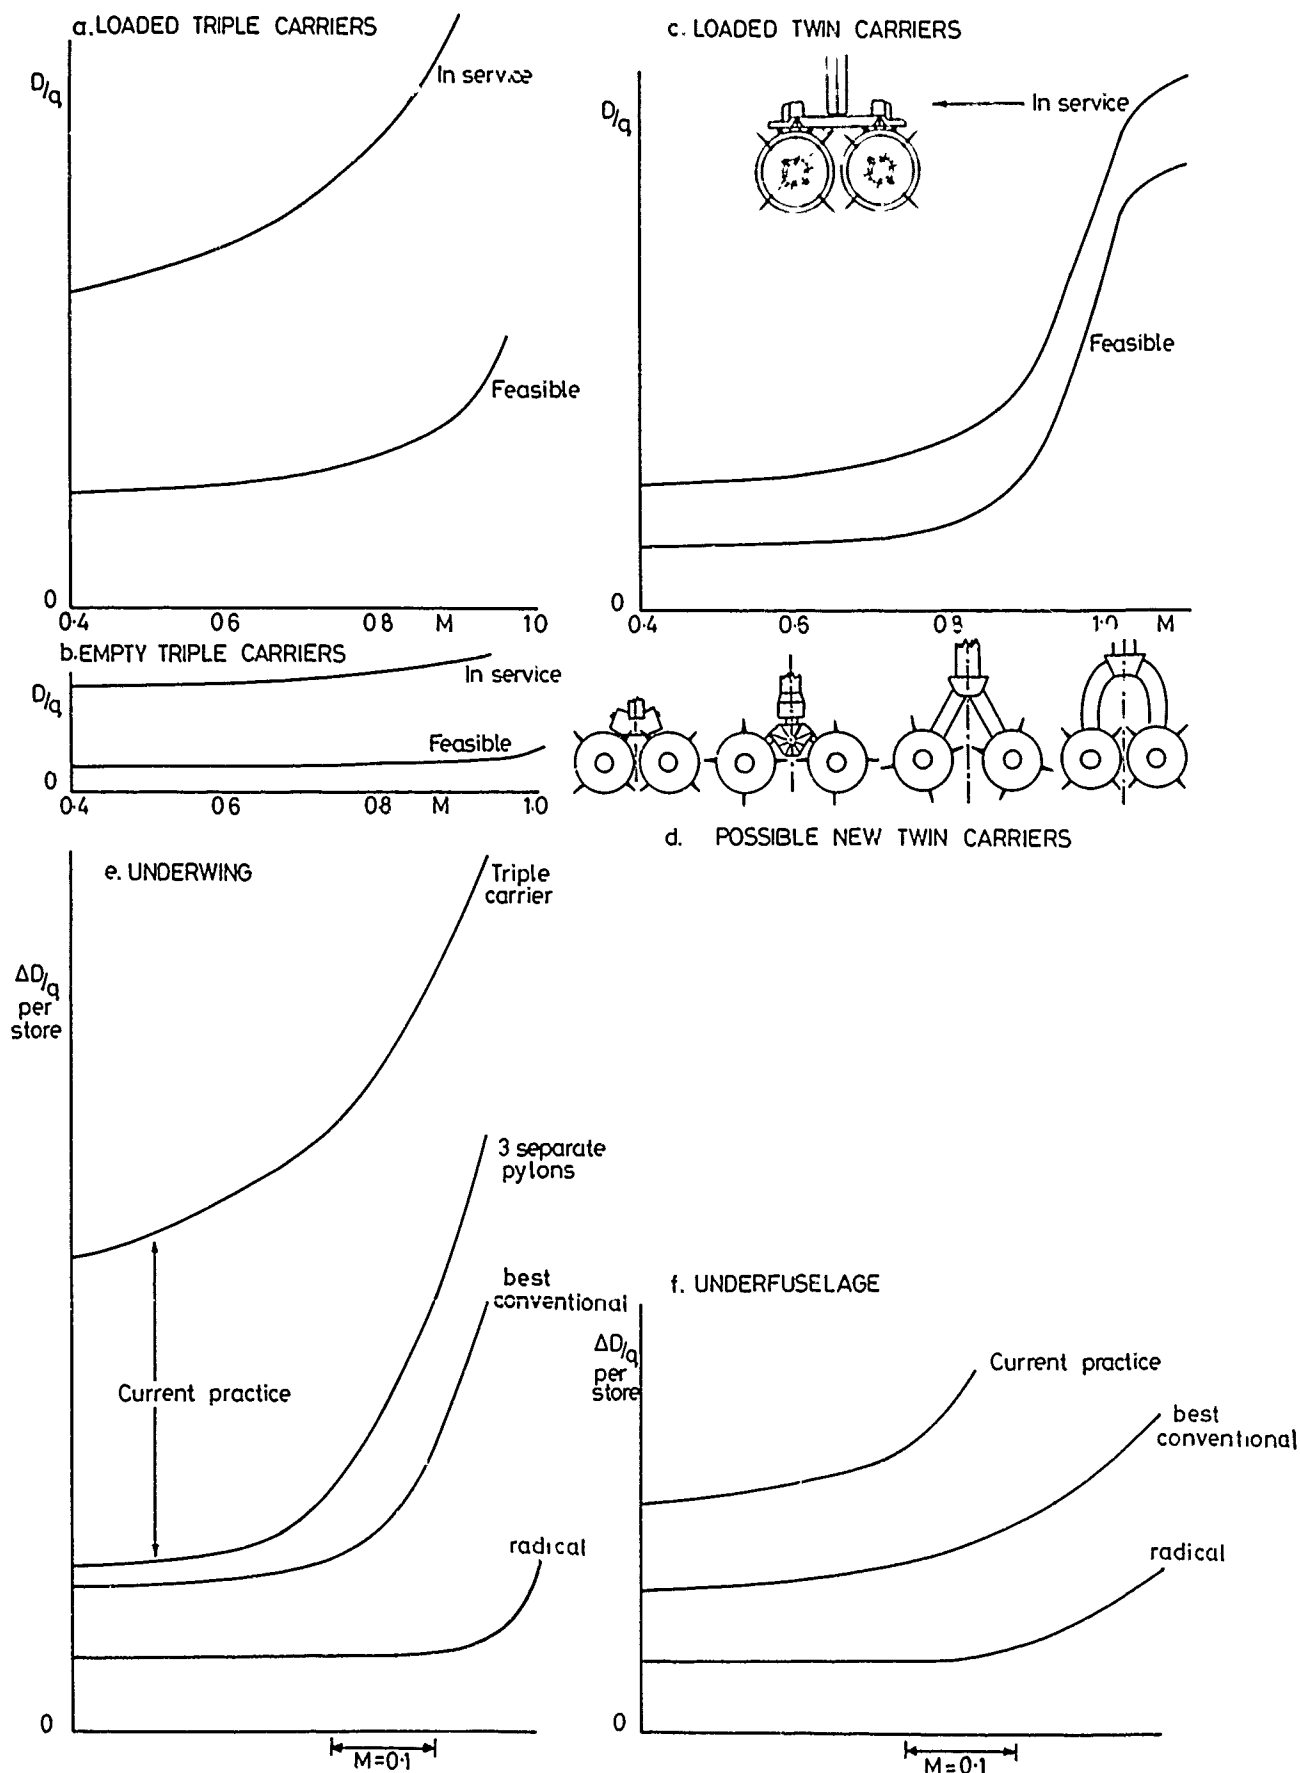 a. LOADED TRIPLE CARRIERS
D/q
In service
Feasible
0
0·4
0·6
0·8
M
1·0
b. EMPTY TRIPLE CARRIERS
D/q
In service
Feasible
0
0·4
0·6
0·8
M
1·0
c. LOADED TWIN CARRIERS
D/q
In service
Feasible
0
0·4
0·6
0·8
1·0
M
d. POSSIBLE NEW TWIN CARRIERS
e. UNDERWING
ΔD/q
per
store
Triple
carrier
3 separate
pylons
best
conventional
Current practice
radical
0
M=0·1
f. UNDERFUSELAGE
ΔD/q
per
store
Current practice
best
conventional
radical
0
M=0·1